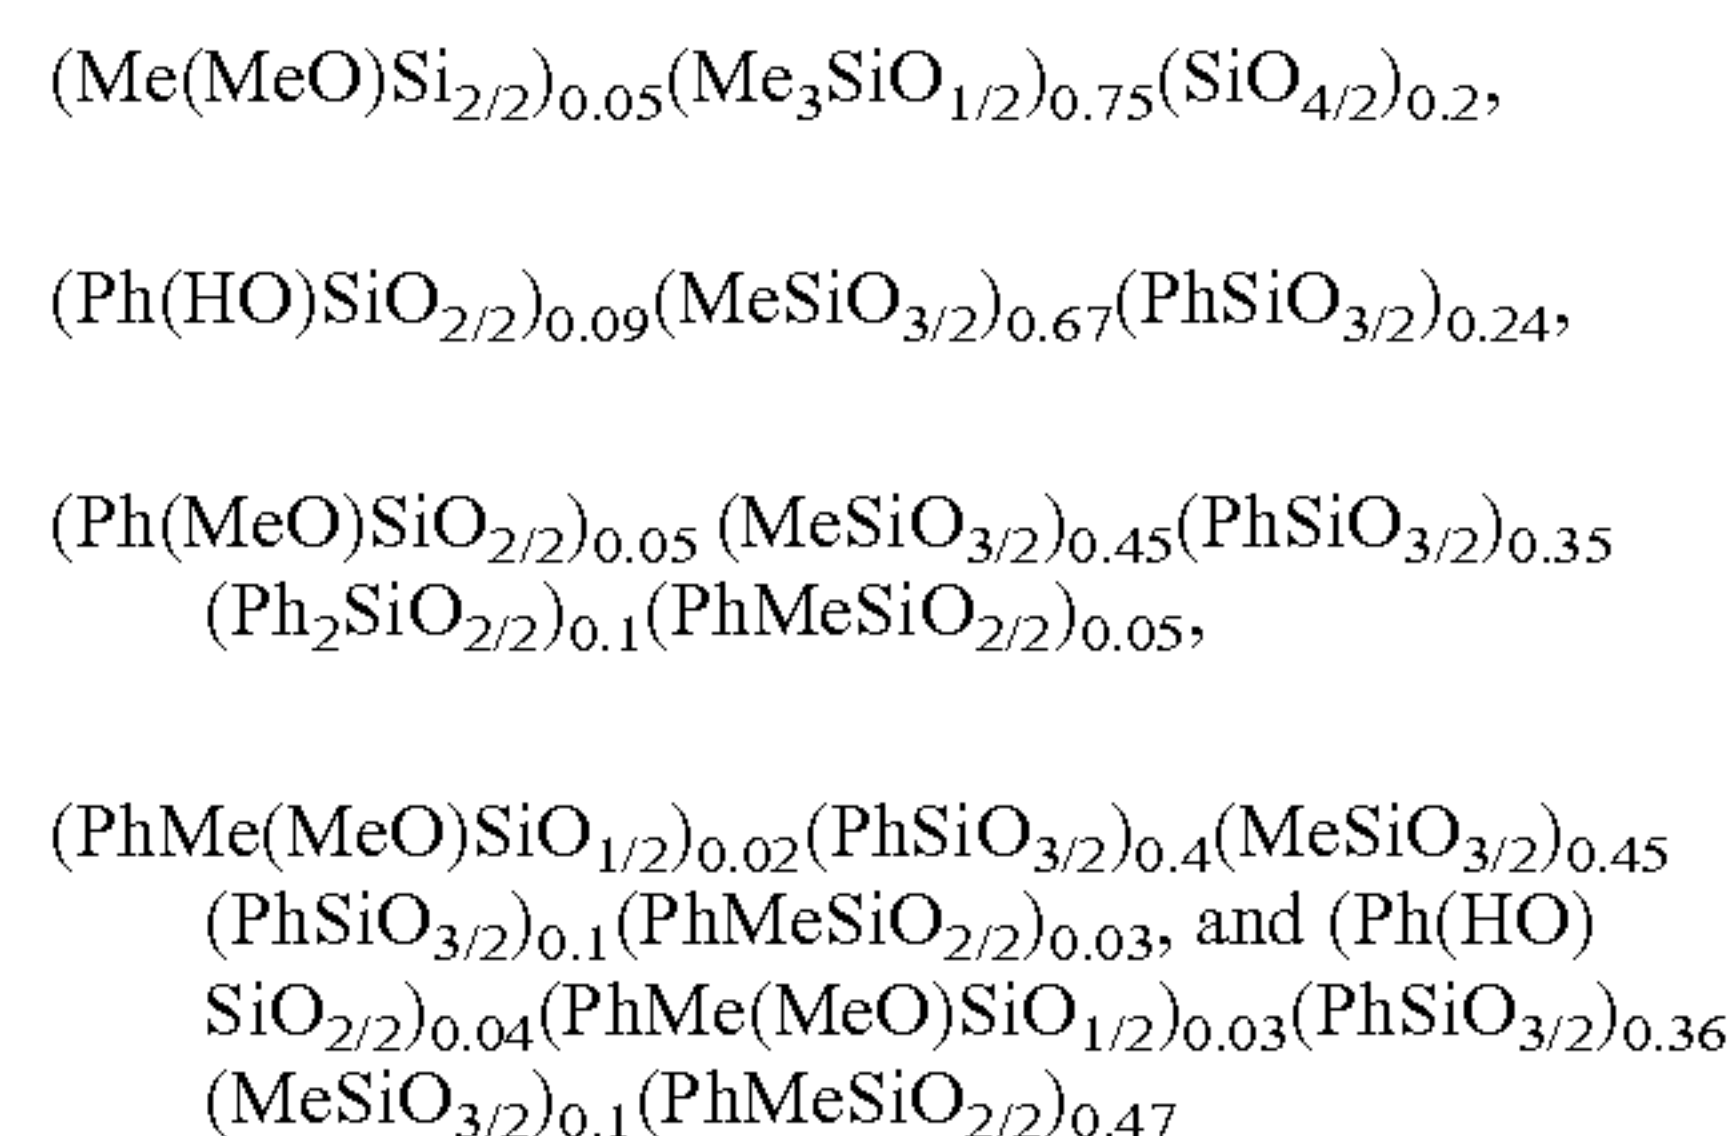 (Me(MeO)Si₂/₂)₀.₀₅(Me₃SiO₁/₂)₀.₇₅(SiO₄/₂)₀.₂,
(Ph(HO)SiO₂/₂)₀.₀₉(MeSiO₃/₂)₀.₆₇(PhSiO₃/₂)₀.₂₄,
(Ph(MeO)SiO₂/₂)₀.₀₅ (MeSiO₃/₂)₀.₄₅(PhSiO₃/₂)₀.₃₅
(Ph₂SiO₂/₂)₀.₁(PhMeSiO₂/₂)₀.₀₅,
(PhMe(MeO)SiO₁/₂)₀.₀₂(PhSiO₃/₂)₀.₄(MeSiO₃/₂)₀.₄₅
(PhSiO₃/₂)₀.₁(PhMeSiO₂/₂)₀.₀₃, and (Ph(HO)
SiO₂/₂)₀.₀₄(PhMe(MeO)SiO₁/₂)₀.₀₃(PhSiO₃/₂)₀.₃₆
(MeSiO₃/₂)₀.₁(PhMeSiO₂/₂)₀.₄₇